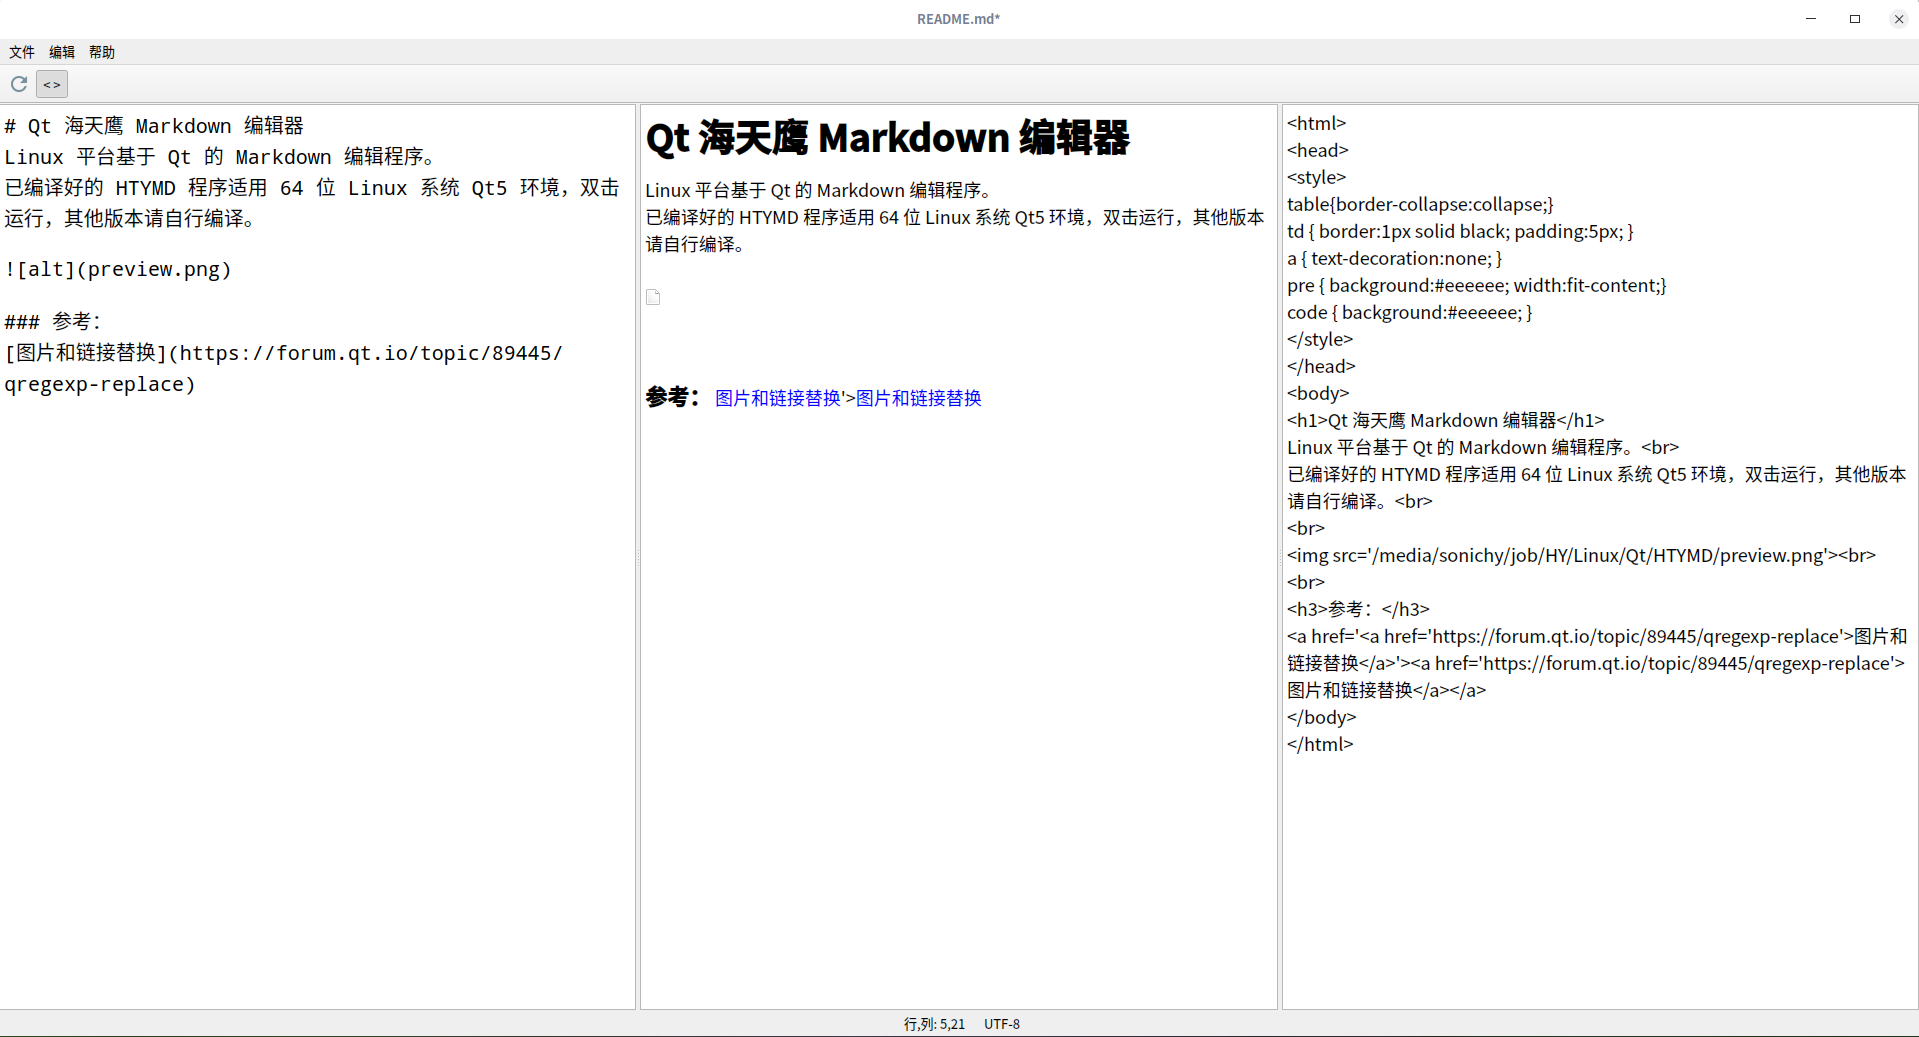 README.md*
文件 编辑 帮助
<>
# Qt 海天鹰 Markdown 编辑器
Linux 平台基于 Qt 的 Markdown 编辑程序。
已编译好的 HTYMD 程序适用 64 位 Linux 系统 Qt5 环境，双击
运行，其他版本请自行编译。
![alt](preview.png)
### 参考：
[图片和链接替换](https://forum.qt.io/topic/89445/
qregexp-replace)
Qt 海天鹰 Markdown 编辑器
Linux 平台基于 Qt 的 Markdown 编辑程序。
已编译好的 HTYMD 程序适用 64 位 Linux 系统 Qt5 环境，双击运行，其他版本
请自行编译。
参考： 图片和链接替换'>图片和链接替换
<html>
<head>
<style>
table{border-collapse:collapse;}
td { border:1px solid black; padding:5px; }
a { text-decoration:none; }
pre { background:#eeeeee; width:fit-content;}
code { background:#eeeeee; }
</style>
</head>
<body>
<h1>Qt 海天鹰 Markdown 编辑器</h1>
Linux 平台基于 Qt 的 Markdown 编辑程序。<br>
已编译好的 HTYMD 程序适用 64 位 Linux 系统 Qt5 环境，双击运行，其他版本
请自行编译。<br>
<br>
<img src='/media/sonichy/job/HY/Linux/Qt/HTYMD/preview.png'><br>
<br>
<h3>参考：</h3>
<a href='<a href='https://forum.qt.io/topic/89445/qregexp-replace'>图片和
链接替换</a>'><a href='https://forum.qt.io/topic/89445/qregexp-replace'>
图片和链接替换</a></a>
</body>
</html>
行,列: 5,21 UTF-8